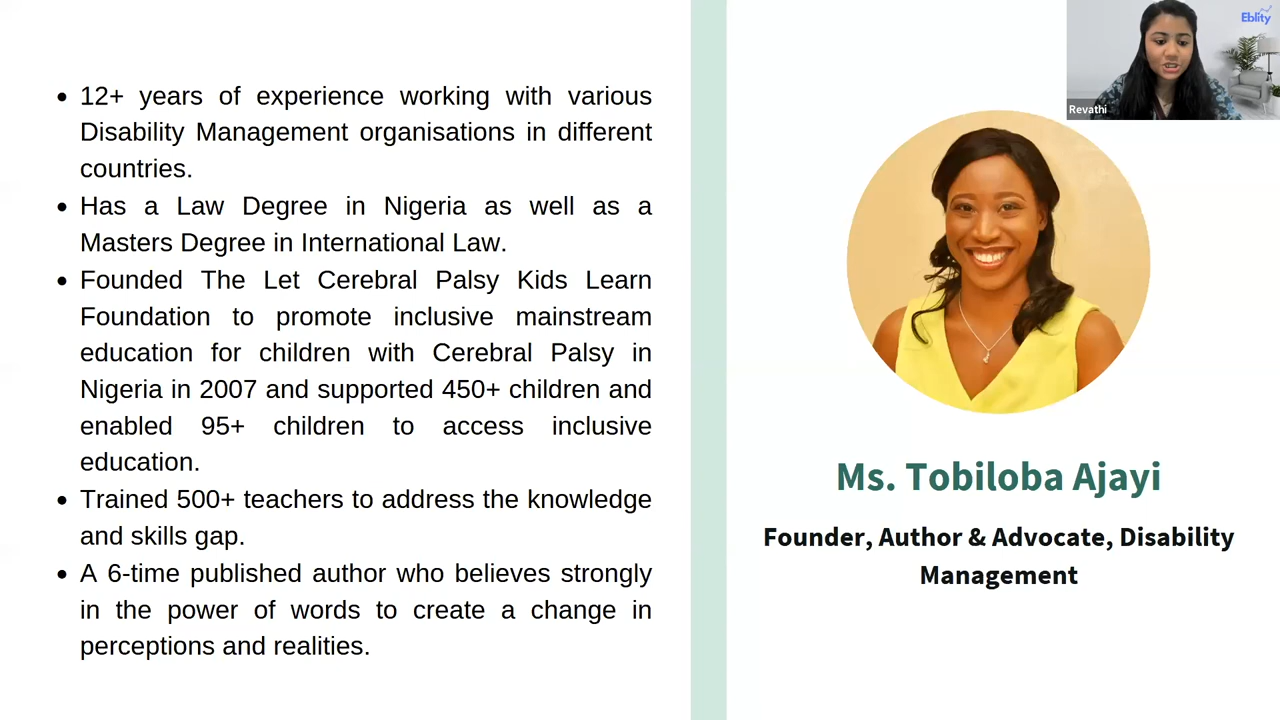 12+ years of experience working with various
Disability Management organisations in different
countries.
Has a Law Degree in Nigeria as well as a
Masters Degree in International Law.
Founded The Let Cerebral Palsy Kids Learn
Foundation to promote inclusive mainstream
education for children with Cerebral Palsy in
Nigeria in 2007 and supported 450+ children and
enabled 95+ children to access inclusive
education.
Trained 500+ teachers to address the knowledge
and skills gap.
A 6-time published author who believes strongly
in the power of words to create a change in
perceptions and realities.
Eblity
Revathi
Ms. Tobiloba Ajayi
Founder, Author & Advocate, Disability
Management